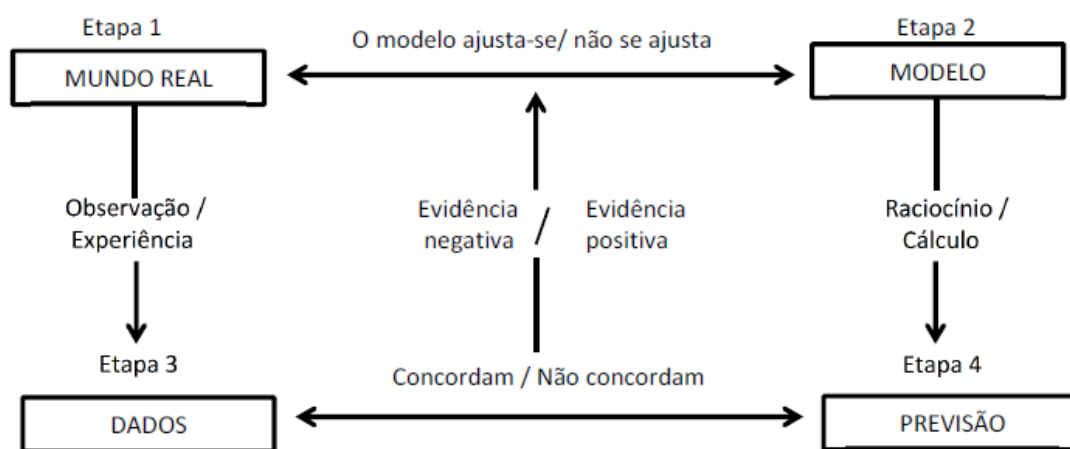 Etapa 1
Etapa 2
O modelo ajusta-se/ não se ajusta
MUNDO REAL
MODELO
Observação /
Experiência
Evidência
negativa
/
Evidência
positiva
Raciocínio /
Cálculo
Etapa 3
Etapa 4
Concordam / Não concordam
DADOS
PREVISÃO